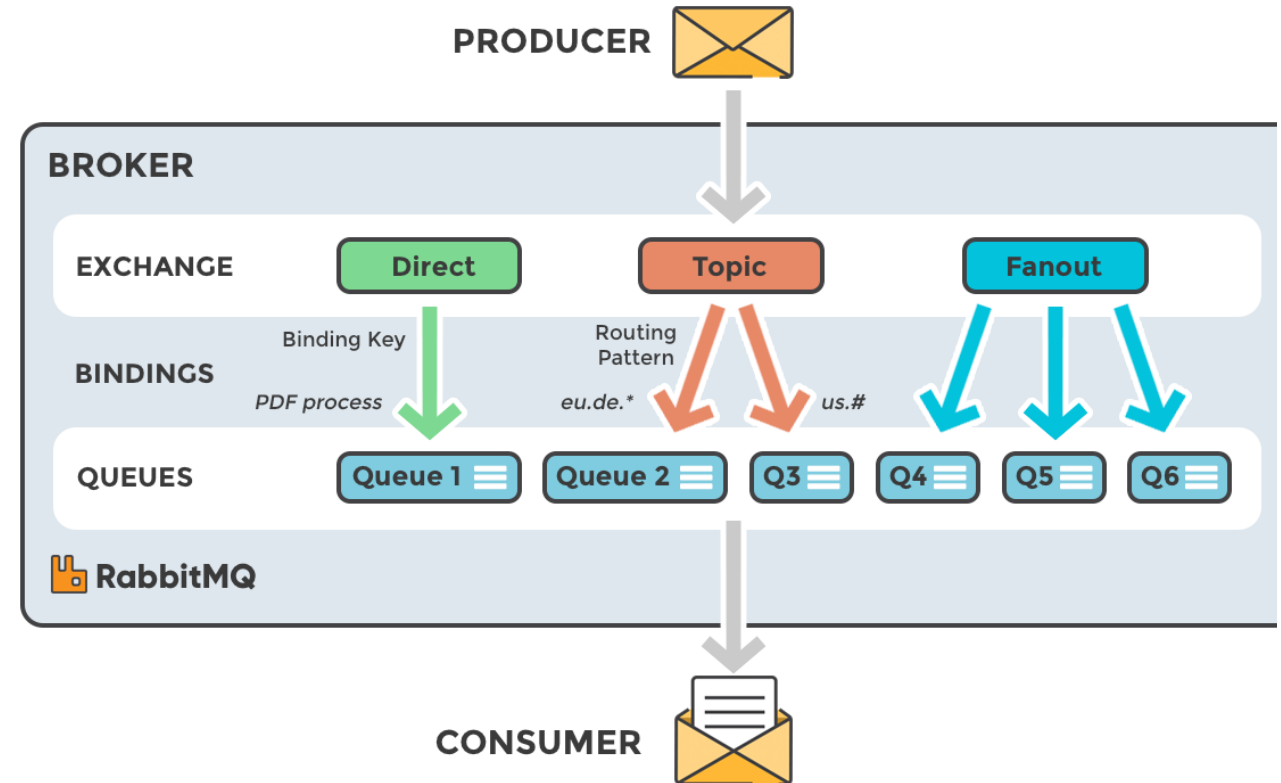 PRODUCER
BROKER
EXCHANGE
Direct
Topic
Fanout
BINDINGS
Binding Key
PDF process
Routing
Pattern
eu.de.*
us.#
QUEUES
Queue 1
Queue 2
Q3
Q4
Q5
Q6
RabbitMQ
CONSUMER